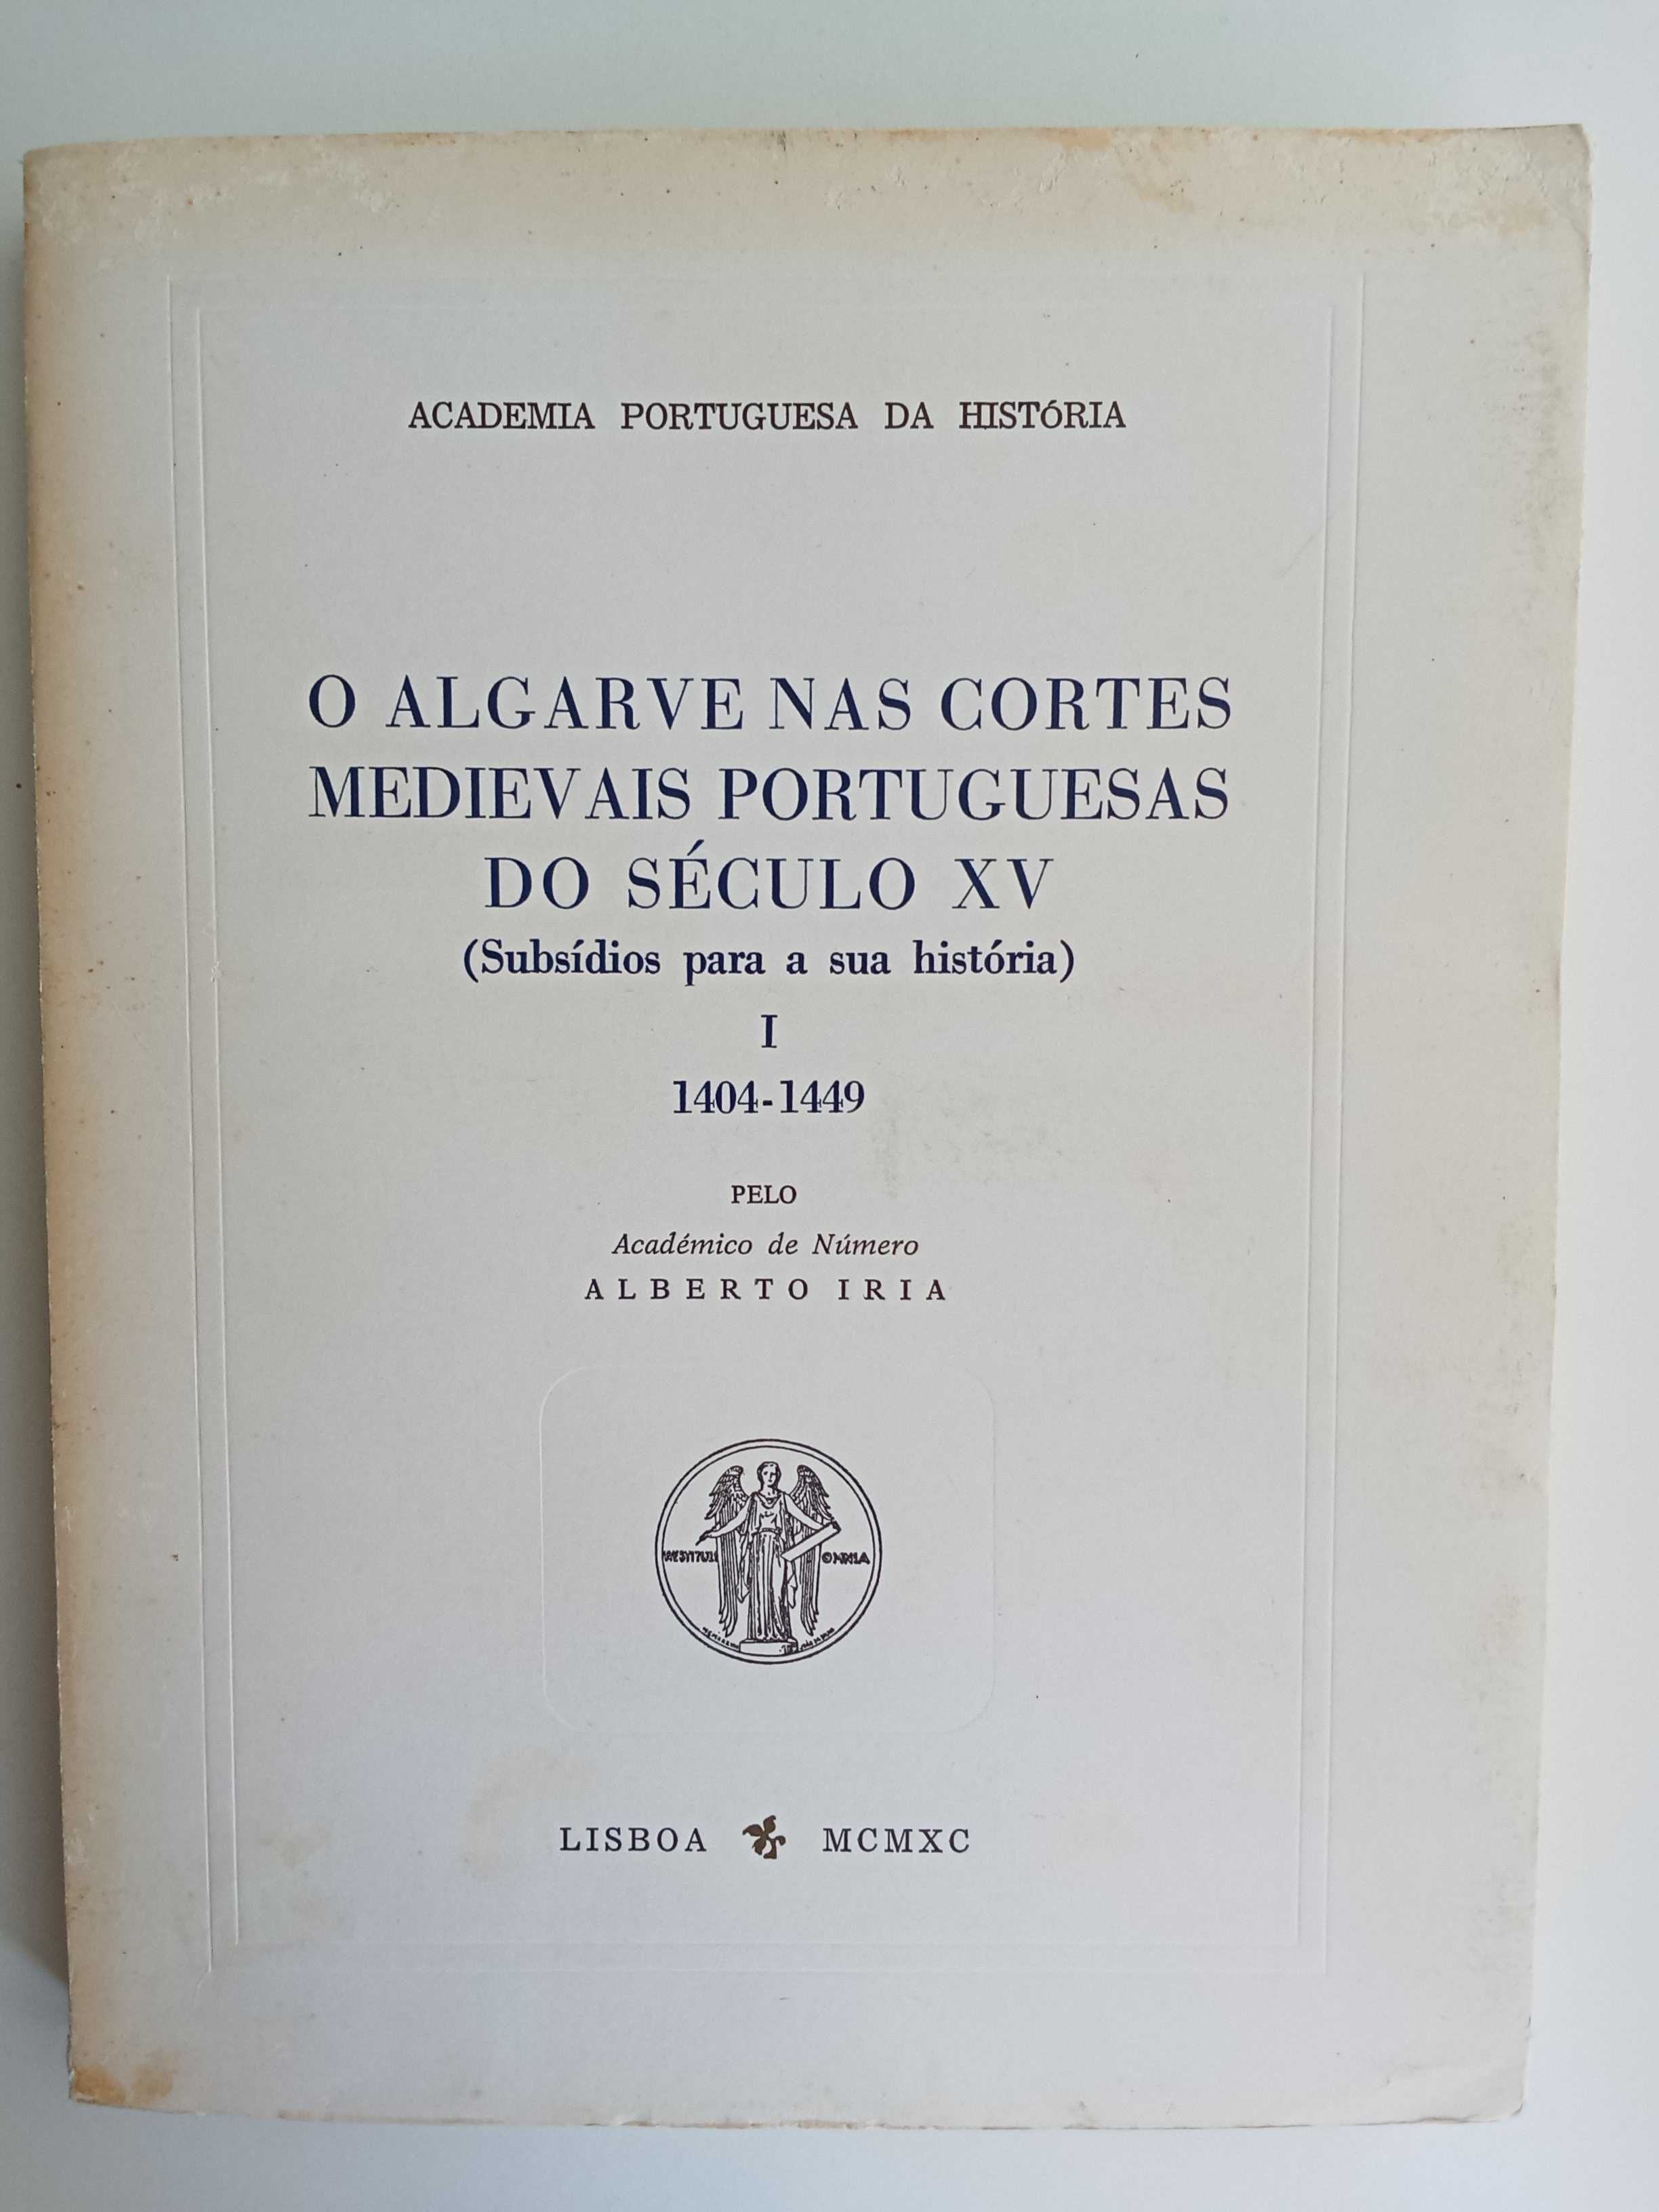 ACADEMIA PORTUGUESA DA HISTÓRIA
O ALGARVE NAS CORTES
MEDIEVAIS PORTUGUESAS
DO SÉCULO XV
(Subsídios para a sua história)
I
1404-1449
PELO
Académico de Número
ALBERTO IRIA
OMNIA
LISBOA MCMXC